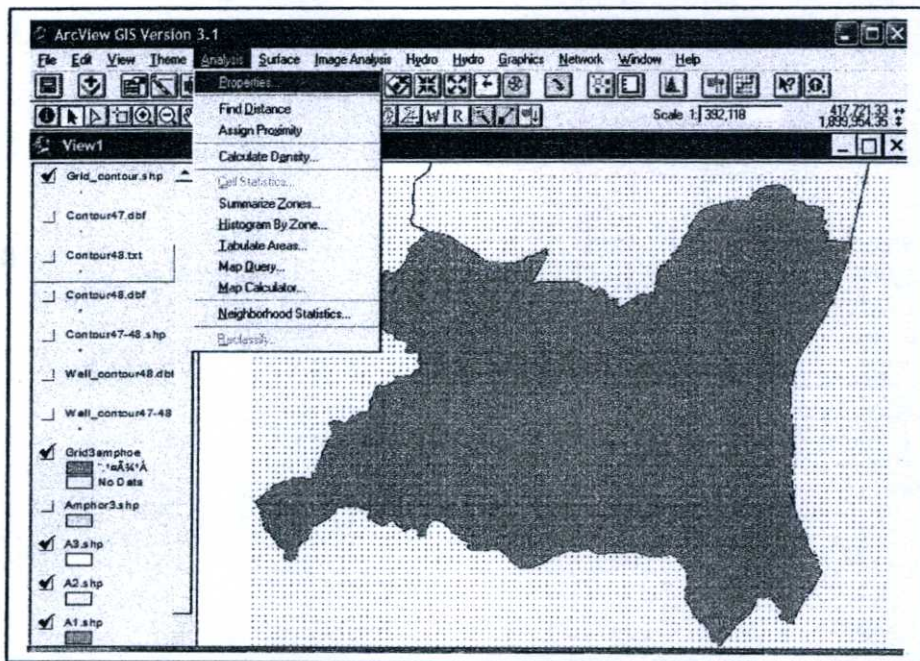 ArcView GIS Version 3.1
File Edit View Theme Analysis Surface Image Analysis Hydro Hydro Graphics Network Window Help
Properties...
Find Distance
Assign Proximity
Calculate Density...
Cell Statistics...
Summarize Zones...
Histogram By Zone...
Tabulate Areas...
Map Query...
Map Calculator...
Neighborhood Statistics...
Reclassify...
W R
Scale 1: 392,118
417,721.33
1,895,954.35
View1
Grid_contour.shp
Contour47.dbf
Contour48.txt
Contour48.dbf
Contour47-48.shp
Well_contour48.dbf
Well_contour47-48
Grid3amphoe
No Data
Amphor3.shp
A3.shp
A2.shp
A1.shp